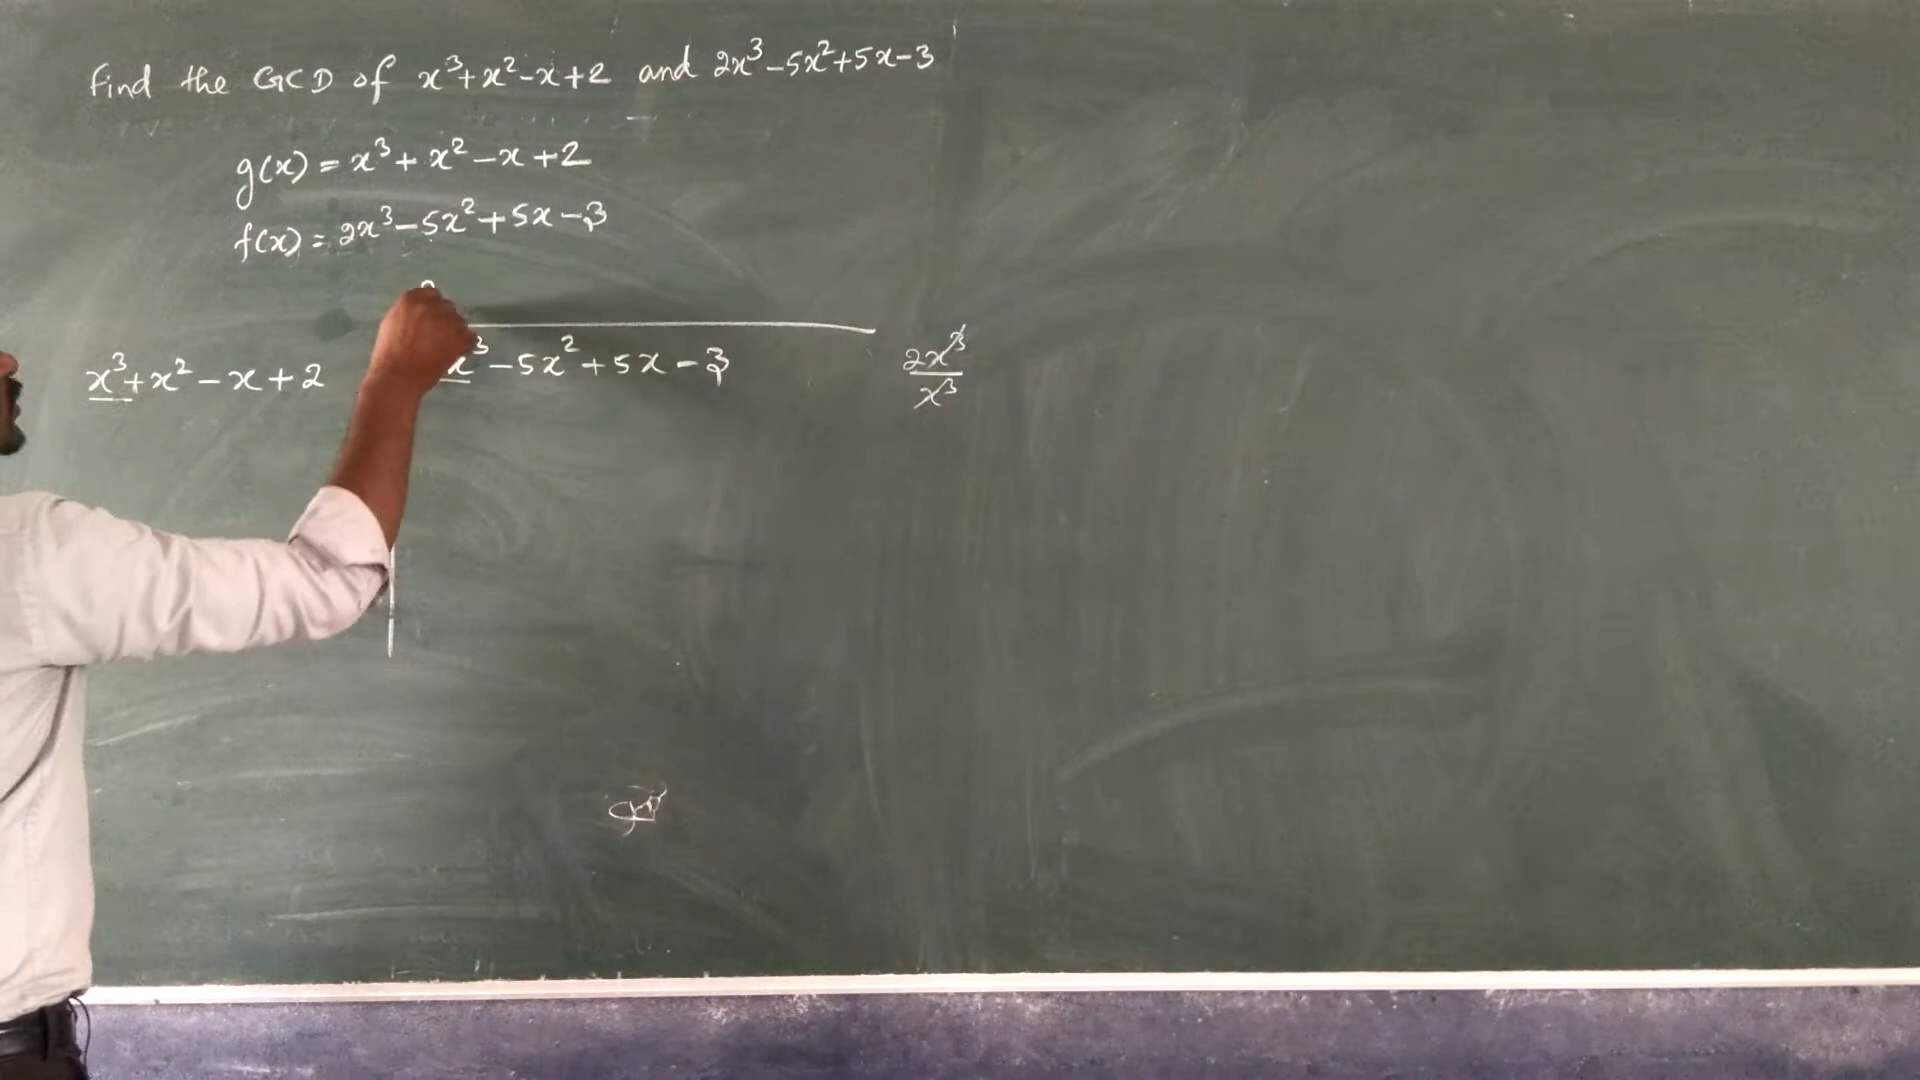 Find the GCD of x³+x²-x+2 and 2x³-5x²+5x-3
g(x) = x³+x²-x+2
f(x) = 2x³-5x²+5x-3
x³+x²-x+2
x³-5x²+5x-3
2x³
x³